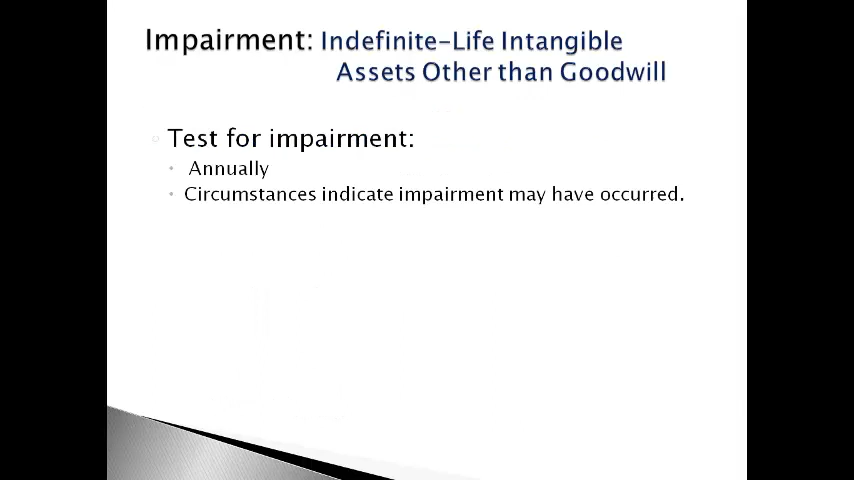 Impairment: Indefinite-Life Intangible
Assets Other than Goodwill
Test for impairment:
Annually
Circumstances indicate impairment may have occurred.